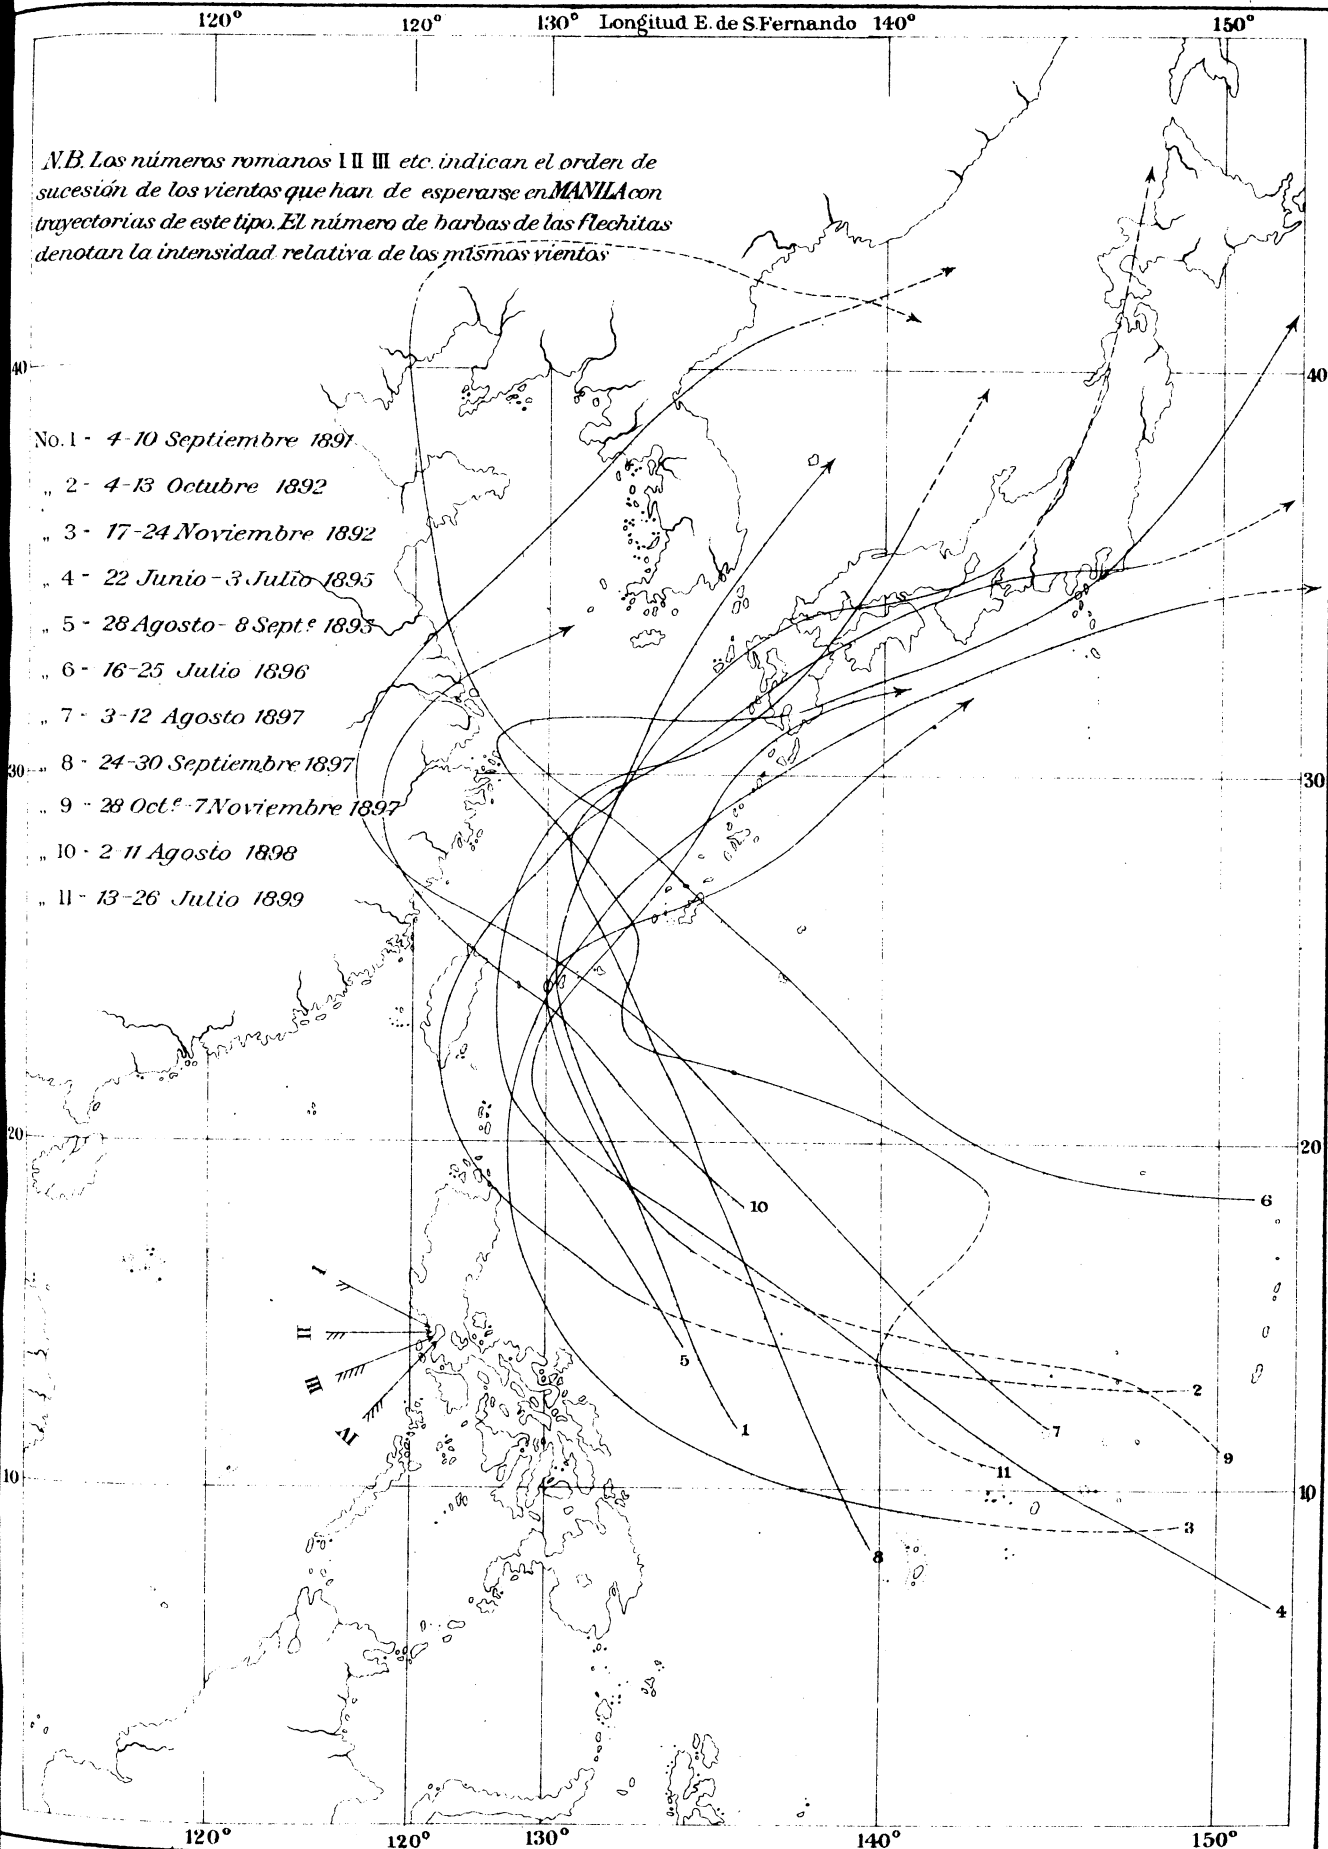 120° 120° 130° Longitud E. de S.Fernando 140° 150°
N.B. Los números romanos I II III etc. indican el orden de
sucesión de los vientos que han de esperarse en MANILA con
trayectorias de este tipo. El número de barbas de las flechitas
denotan la intensidad relativa de los mismos vientos
40 40
No. 1 - 4-10 Septiembre 1891
„ 2 - 4-13 Octubre 1892
„ 3 - 17-24 Noviembre 1892
„ 4 - 22 Junio - 3 Julio 1895
„ 5 - 28 Agosto - 8 Sept.e 1895
„ 6 - 16-25 Julio 1896
„ 7 - 3-12 Agosto 1897
30 30
„ 8 - 24-30 Septiembre 1897
„ 9 - 28 Oct.e - 7 Noviembre 1897
„ 10 - 2-11 Agosto 1898
„ 11 - 13-26 Julio 1899
20 20
6
10
I
II
III
IV
5
2
1
7
9
11
10 10
3
8
4
120° 120° 130° 140° 150°